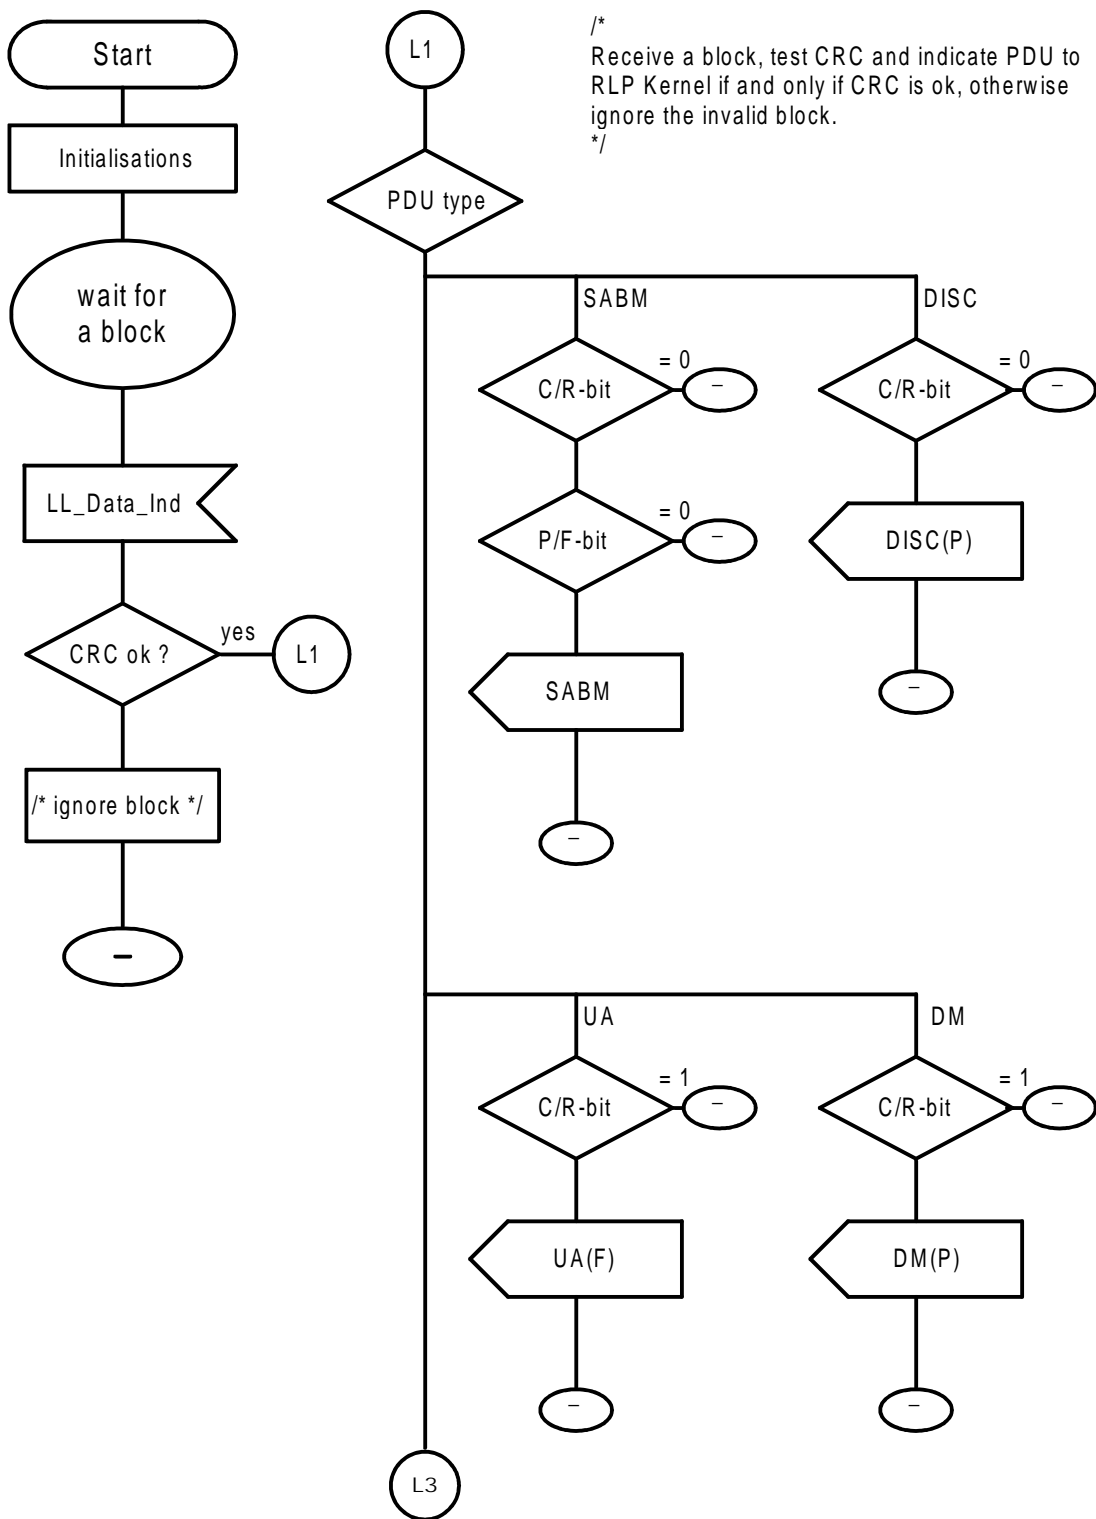 Start
Initialisations
wait for
a block
LL_Data_Ind
CRC ok ?
yes
L1
/* ignore block */
–
L1
PDU type
/*
Receive a block, test CRC and indicate PDU to
RLP Kernel if and only if CRC is ok, otherwise
ignore the invalid block.
*/
SABM
C/R-bit
= 0
–
P/F-bit
= 0
–
SABM
–
DISC
C/R-bit
= 0
–
DISC(P)
–
UA
C/R-bit
= 1
–
UA(F)
–
DM
C/R-bit
= 1
–
DM(P)
–
L3